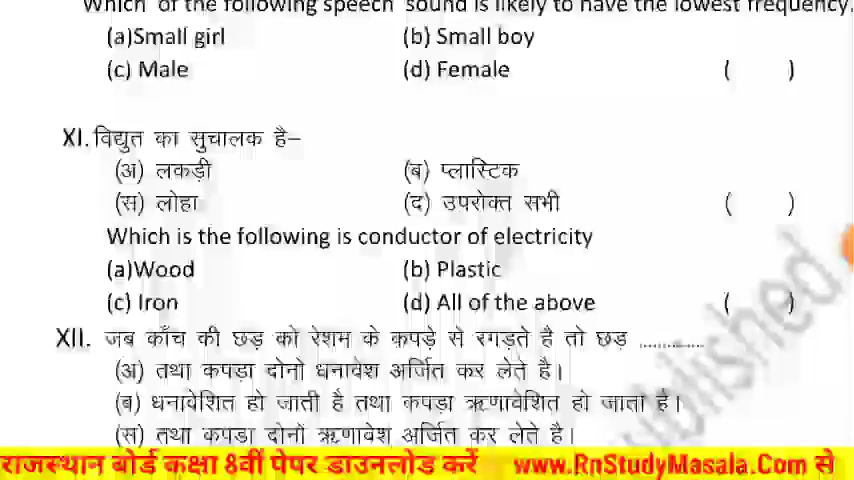 Which of the following speech sound is likely to have the lowest frequency.
(a)Small girl (b) Small boy
(c) Male (d) Female ( )
XI. विद्युत का सुचालक है–
(अ) लकड़ी (ब) प्लास्टिक
(स) लोहा (द) उपरोक्त सभी ( )
Which is the following is conductor of electricity
(a)Wood (b) Plastic
(c) Iron (d) All of the above ( )
XII. जब काँच की छड़ को रेशम के कपड़े से रगड़ते है तो छड़ ..................
(अ) तथा कपड़ा दोनो धनावेश अर्जित कर लेते है।
(ब) धनावेशित हो जाती है तथा कपड़ा ऋणावेशित हो जाता है।
(स) तथा कपड़ा दोनों ऋणावेश अर्जित कर लेते है।
राजस्थान बोर्ड कक्षा 8वीं पेपर डाउनलोड करें www.RnStudyMasala.Com से